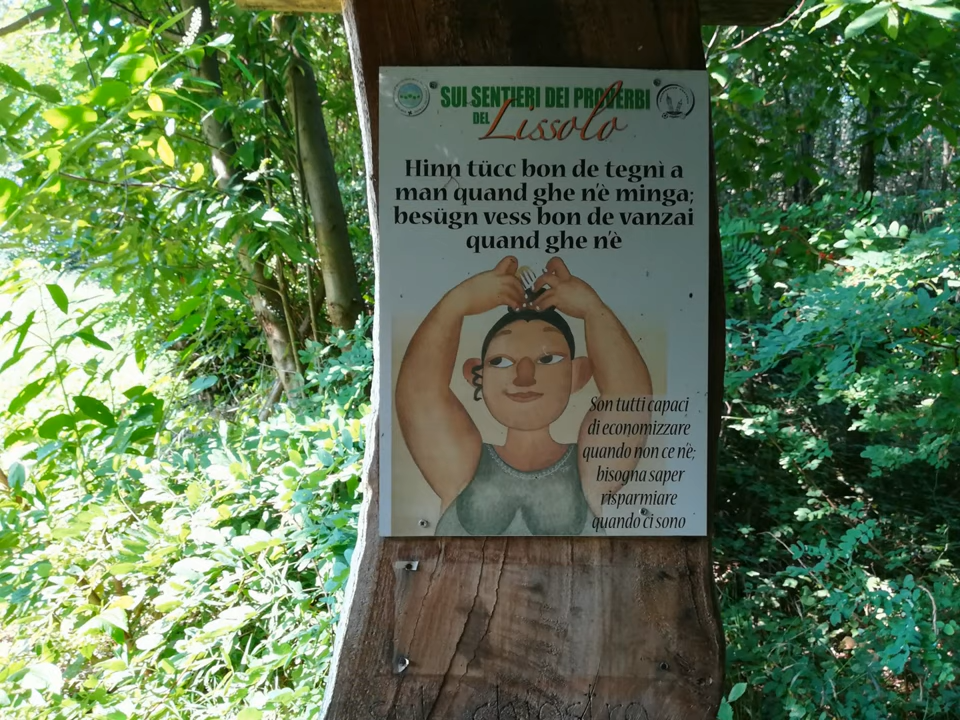 SUI SENTIERI DEI PROVERBI
DEL Lissolo
Hinn tücc bon de tegnì a
man quand ghe n'è minga;
besügn vess bon de vanzai
quand ghe n'è
Son tutti capaci
di economizzare
quando non ce n'è;
bisogna saper
risparmiare
quando ci sono